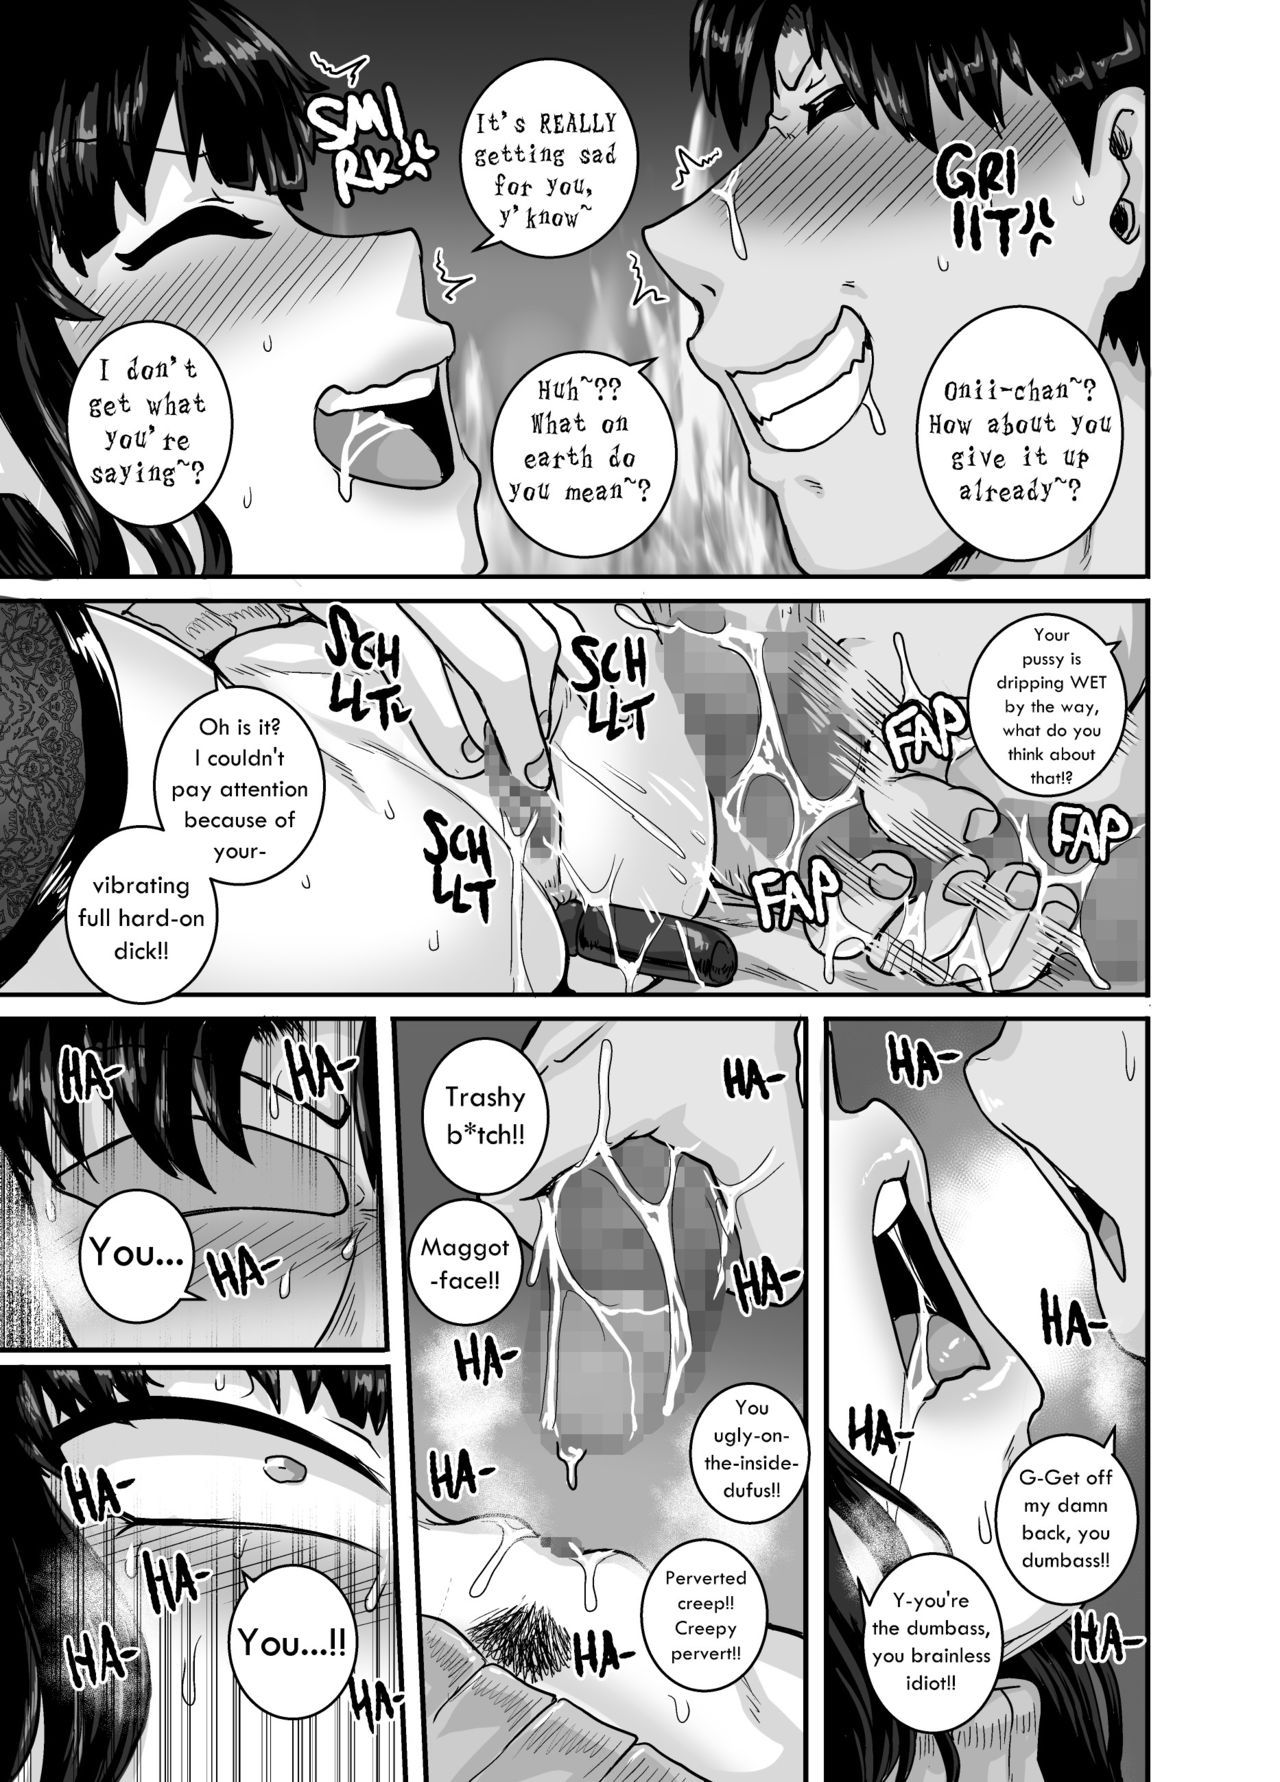 Onii-chan~?
How about you
give it up
already~?
It's REALLY
getting sad
for you,
y'know~
Huh~??
What on
earth do
you mean~?
I don't
get what
you're
saying~?
GRI
IIT
SMI
RK
Your
pussy is
dripping WET
by the way,
what do you
think about
that!?
Oh is it?
I couldn't
pay attention
because of
your-
vibrating
full hard-on
dick!!
FAP
FAP
FAP
SCH
LLT
SCH
LLT
SCH
LLT
HA-
HA-
HA-
HA-
G-Get off
my damn
back, you
dumbass!!
Y-you're
the dumbass,
you brainless
idiot!!
HA-
HA-
Trashy
b*tch!!
Maggot
-face!!
HA-
HA-
You
ugly-on-
the-inside-
dufus!!
Perverted
creep!!
Creepy
pervert!!
HA-
HA-
HA-
HA-
You...
HA-
HA-
HA-
HA-
You...!!
HA-